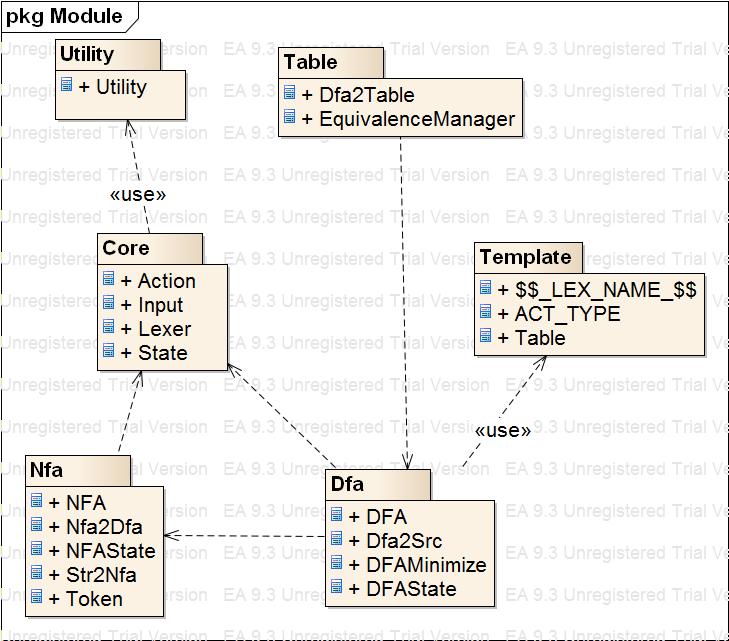 pkg Module
Utility
+ Utility
Table
+ Dfa2Table
+ EquivalenceManager
«use»
Core
+ Action
+ Input
+ Lexer
+ State
Template
+ $$_LEX_NAME_$$
+ ACT_TYPE
+ Table
«use»
Nfa
+ NFA
+ Nfa2Dfa
+ NFAState
+ Str2Nfa
+ Token
Dfa
+ DFA
+ Dfa2Src
+ DFAMinimize
+ DFAState
EA 9.3 Unregistered Trial Version